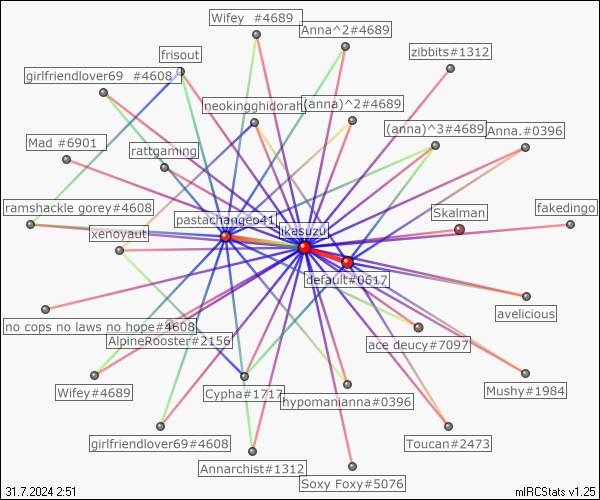 Wifey  #4689
Anna^2#4689
frisout
zibbits#1312
girlfriendlover69  #4608
neokingghidorah
(anna)^2#4689
(anna)^3#4689
Anna.#0396
Mad #6901
rattgaming
ramshackle gorey#4608
pastachangeo41
Skalman
fakedingo
xenoyaut
likesuzu
default#0617
avelicious
no cops no laws no hope#4608
AlpineRooster#2156
ace deucy#7097
Wifey#4689
Cypha#1717
hypomanianna#0396
Mushy#1984
girlfriendlover69#4608
Toucan#2473
Annarchist#1312
Soxy Foxy#5076
31.7.2024 2:51
mIRCStats v1.25